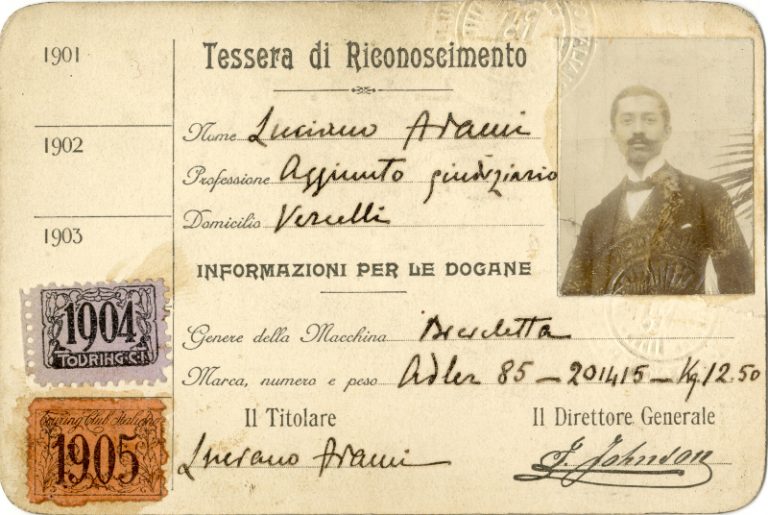 1901
1902
1903
1904
TOURING C.I.
Touring Club Italiano
1905
Tessera di Riconoscimento
Nome Luciano Arami
Professione Aggiunto giudiziario
Domicilio Vercelli
INFORMAZIONI PER LE DOGANE
Genere della Macchina Bicicletta
Marca, numero e peso Adler 85 - 201415 - Kg. 12.50
Il Titolare
Luciano Arami
Il Direttore Generale
F. Johnson